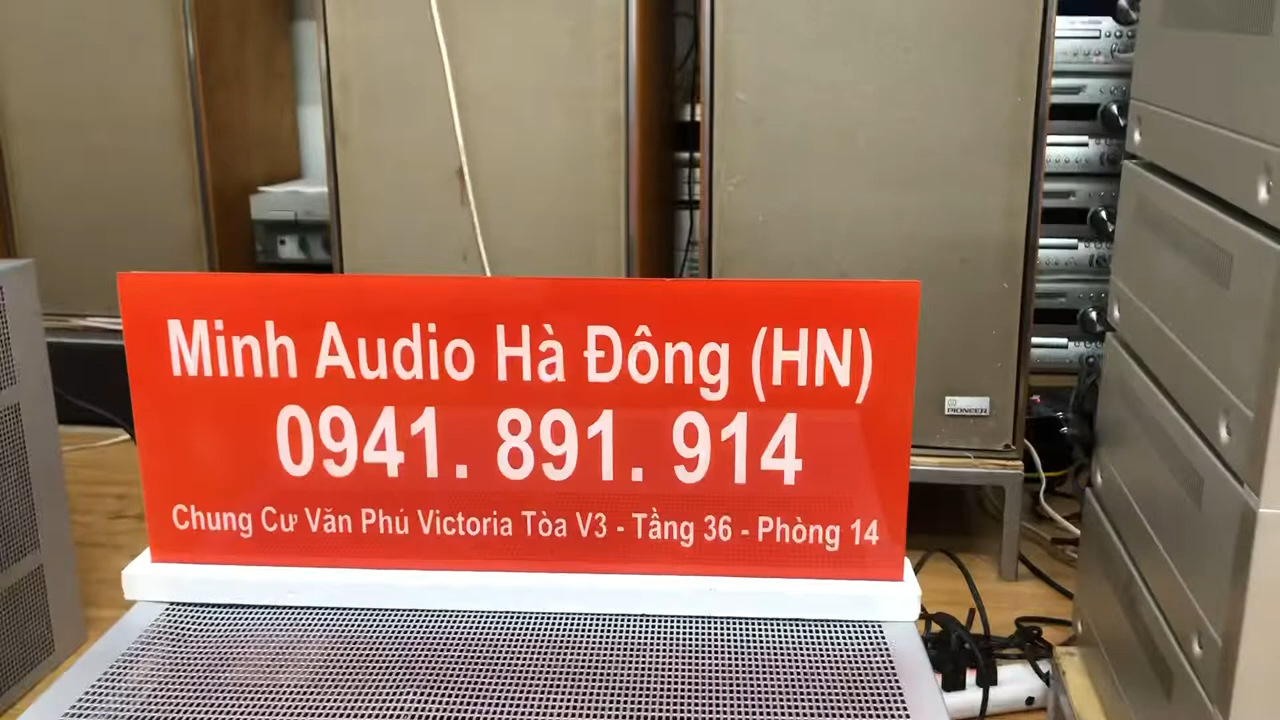 Minh Audio Hà Đông (HN)
0941. 891. 914
Chung Cư Văn Phú Victoria Tòa V3 - Tầng 36 - Phòng 14
PIONEER